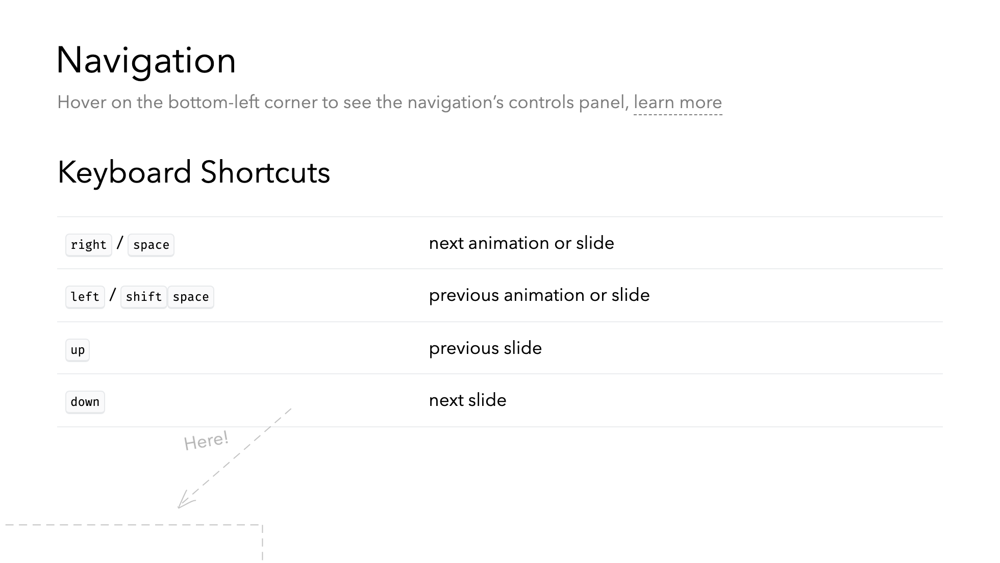 Navigation
Hover on the bottom-left corner to see the navigation’s controls panel, learn more
Keyboard Shortcuts
right / space next animation or slide
left / shift space previous animation or slide
up previous slide
down next slide
Here!